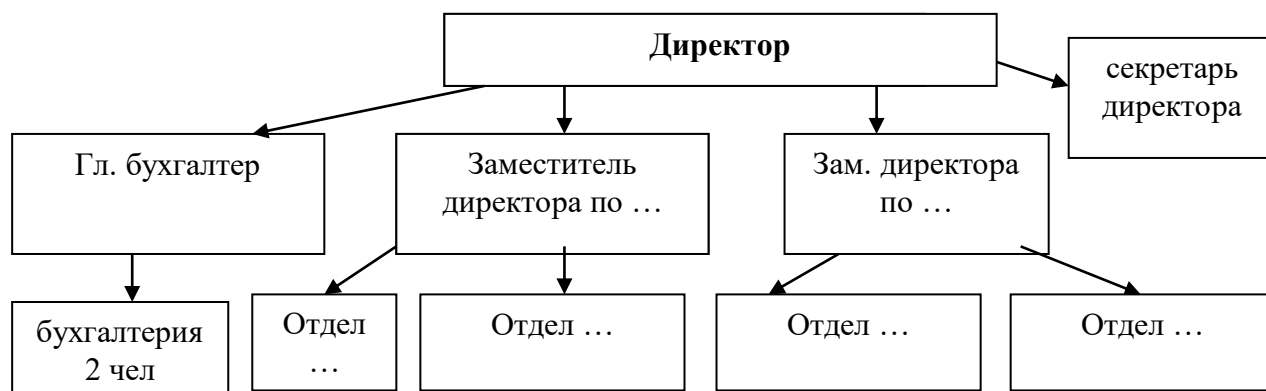 Директор
секретарь
директора
Гл. бухгалтер
Заместитель
директора по …
Зам. директора
по …
бухгалтерия
2 чел
Отдел
…
Отдел …
Отдел …
Отдел …